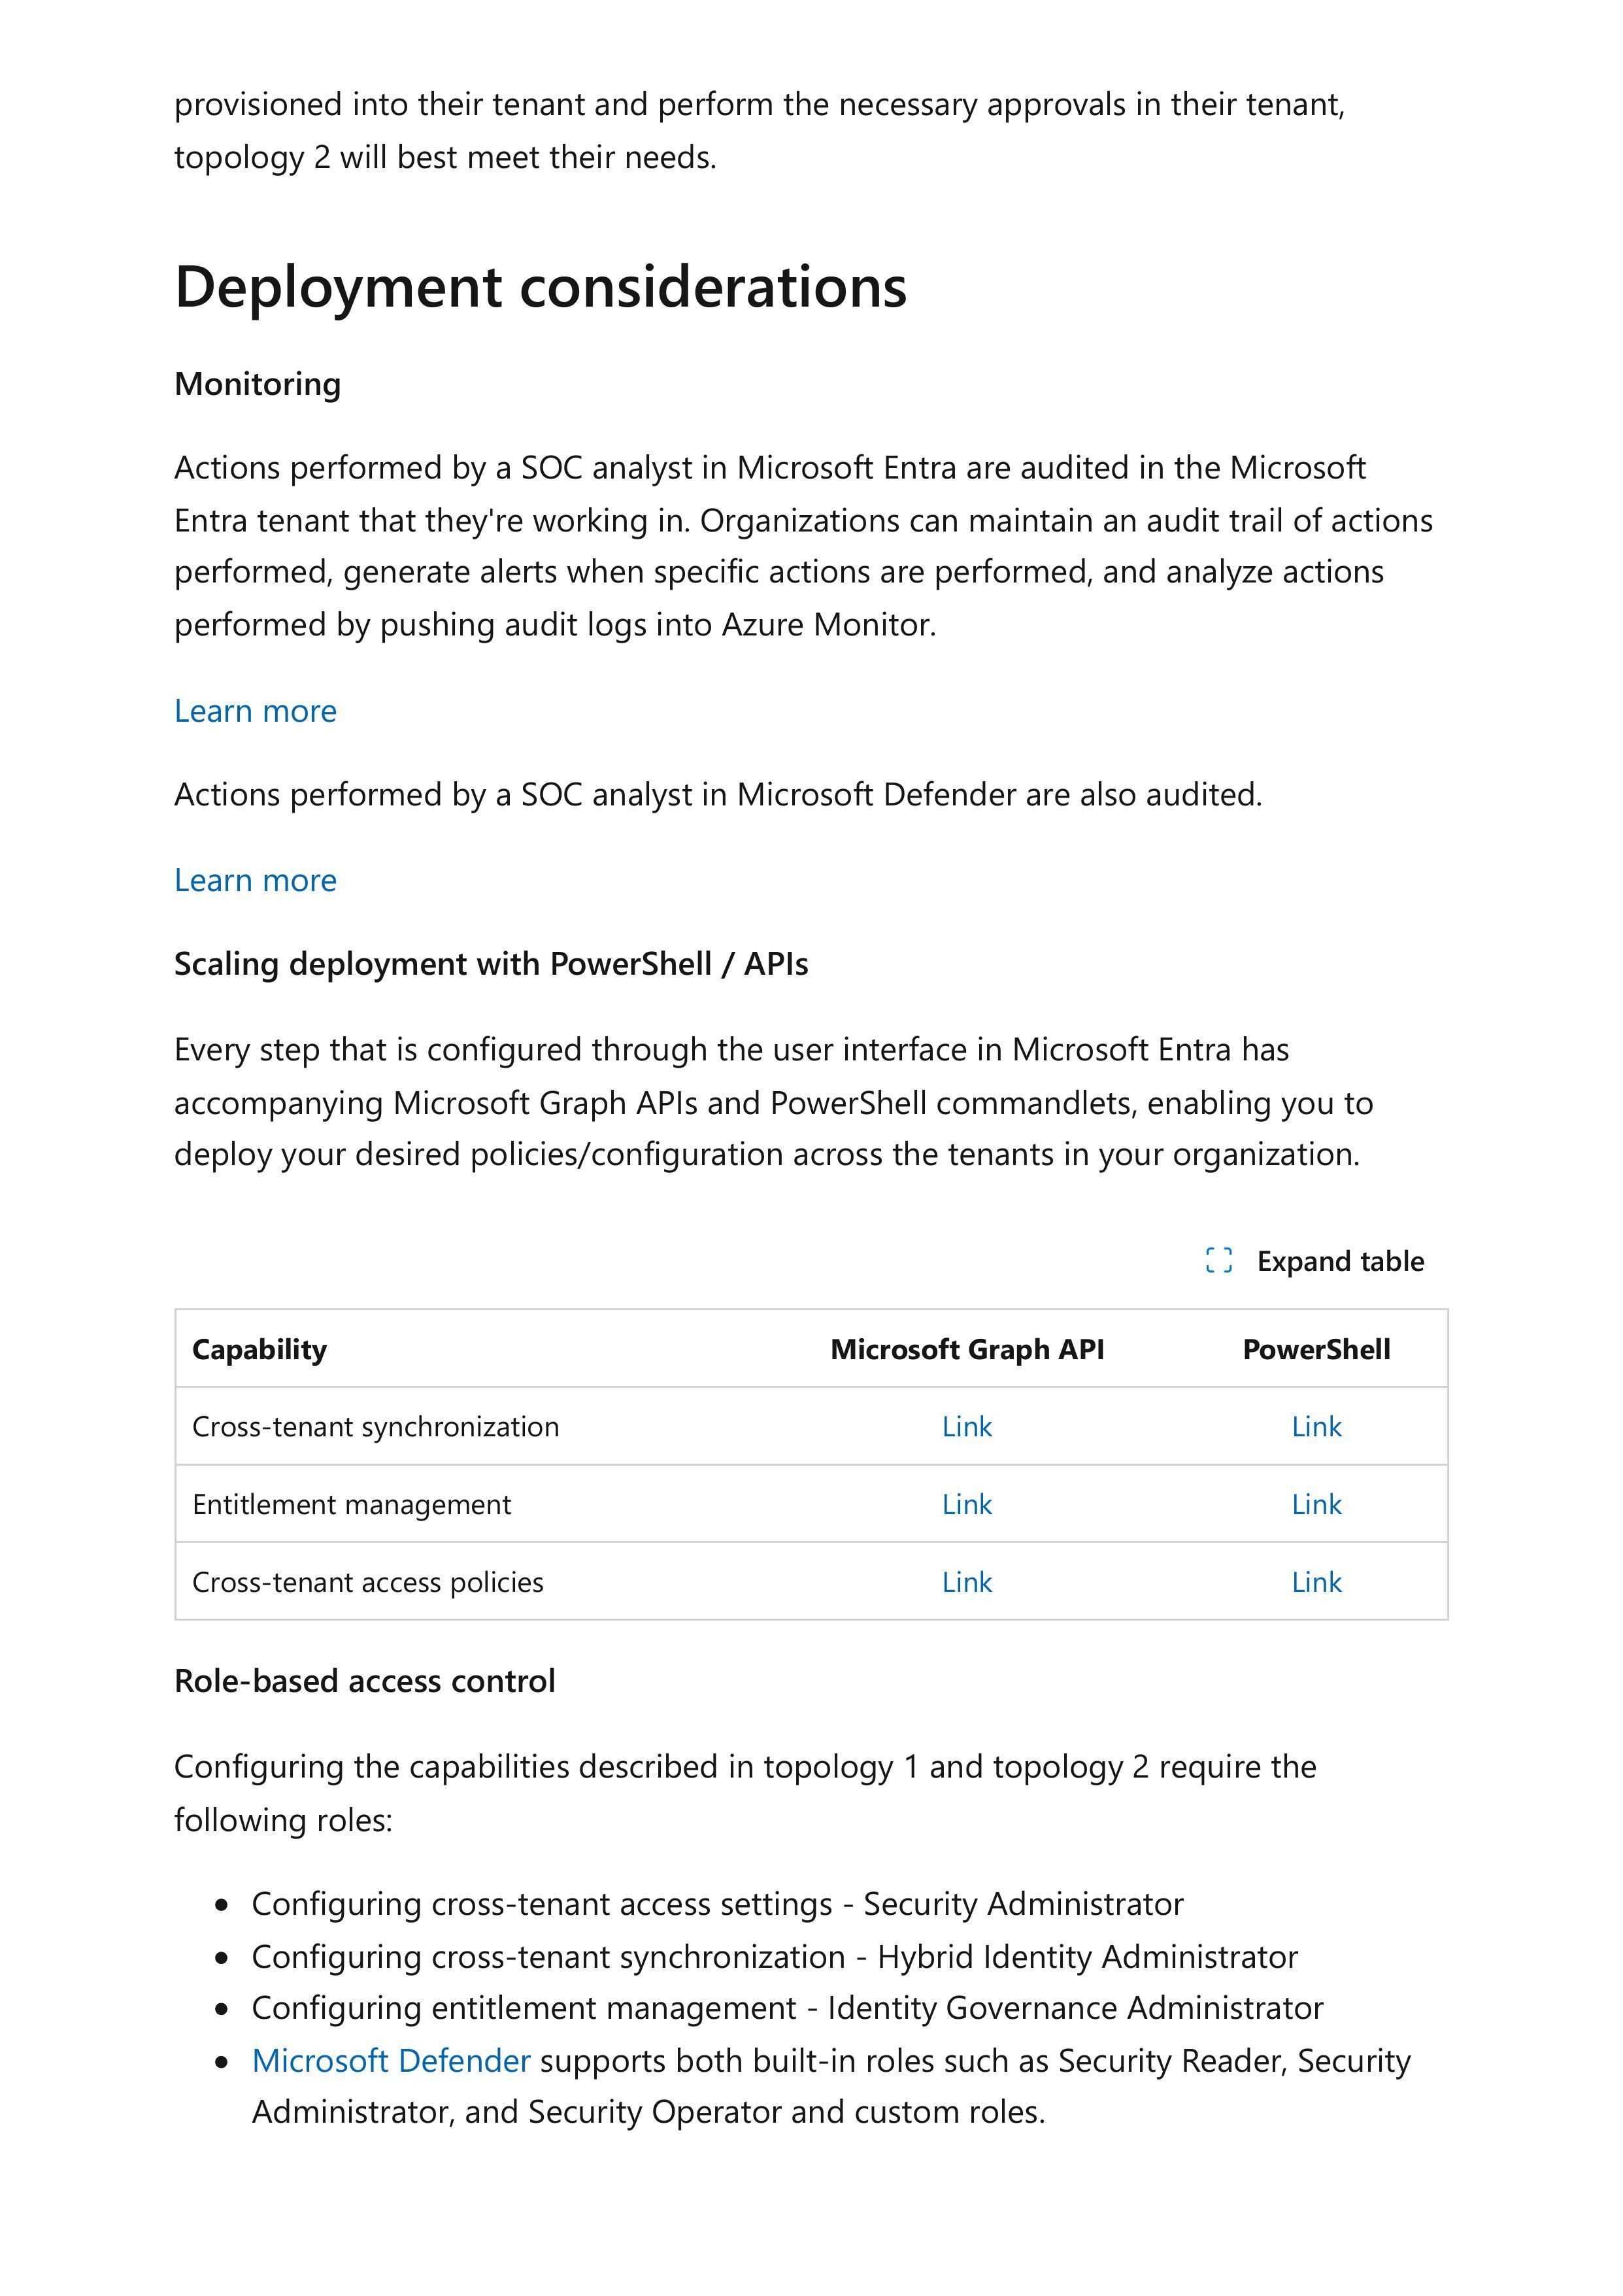 provisioned into their tenant and perform the necessary approvals in their tenant,
topology 2 will best meet their needs.
Deployment considerations
Monitoring
Actions performed by a SOC analyst in Microsoft Entra are audited in the Microsoft
Entra tenant that they're working in. Organizations can maintain an audit trail of actions
performed, generate alerts when specific actions are performed, and analyze actions
performed by pushing audit logs into Azure Monitor.
Learn more
Actions performed by a SOC analyst in Microsoft Defender are also audited.
Learn more
Scaling deployment with PowerShell / APIs
Every step that is configured through the user interface in Microsoft Entra has
accompanying Microsoft Graph APIs and PowerShell commandlets, enabling you to
deploy your desired policies/configuration across the tenants in your organization.
Expand table
Capability Microsoft Graph API PowerShell
Cross-tenant synchronization Link Link
Entitlement management Link Link
Cross-tenant access policies Link Link
Role-based access control
Configuring the capabilities described in topology 1 and topology 2 require the
following roles:
• Configuring cross-tenant access settings - Security Administrator
• Configuring cross-tenant synchronization - Hybrid Identity Administrator
• Configuring entitlement management - Identity Governance Administrator
• Microsoft Defender supports both built-in roles such as Security Reader, Security
Administrator, and Security Operator and custom roles.